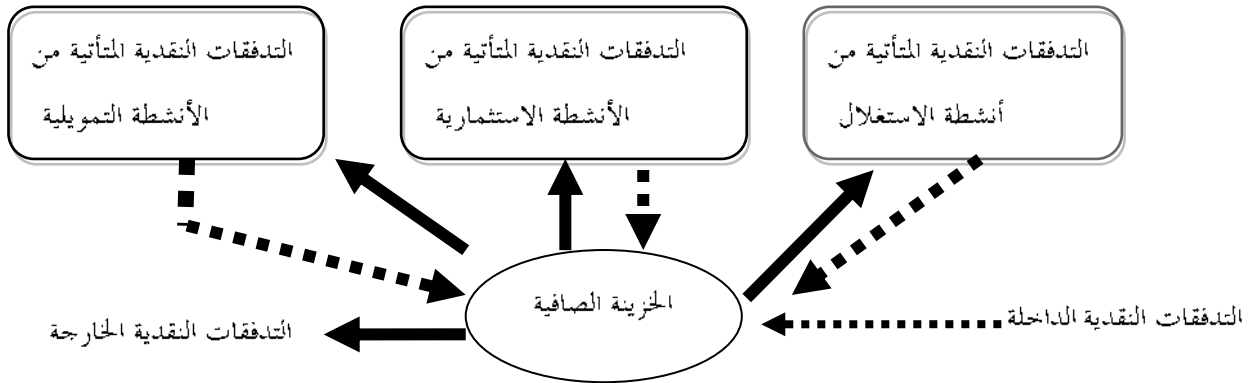 التدفقات النقدية المتأتية من
أنشطة الاستغلال
التدفقات النقدية المتأتية من
الأنشطة الاستثمارية
التدفقات النقدية المتأتية من
الأنشطة التمويلية
الخزينة الصافية
التدفقات النقدية الداخلة
التدفقات النقدية الخارجة